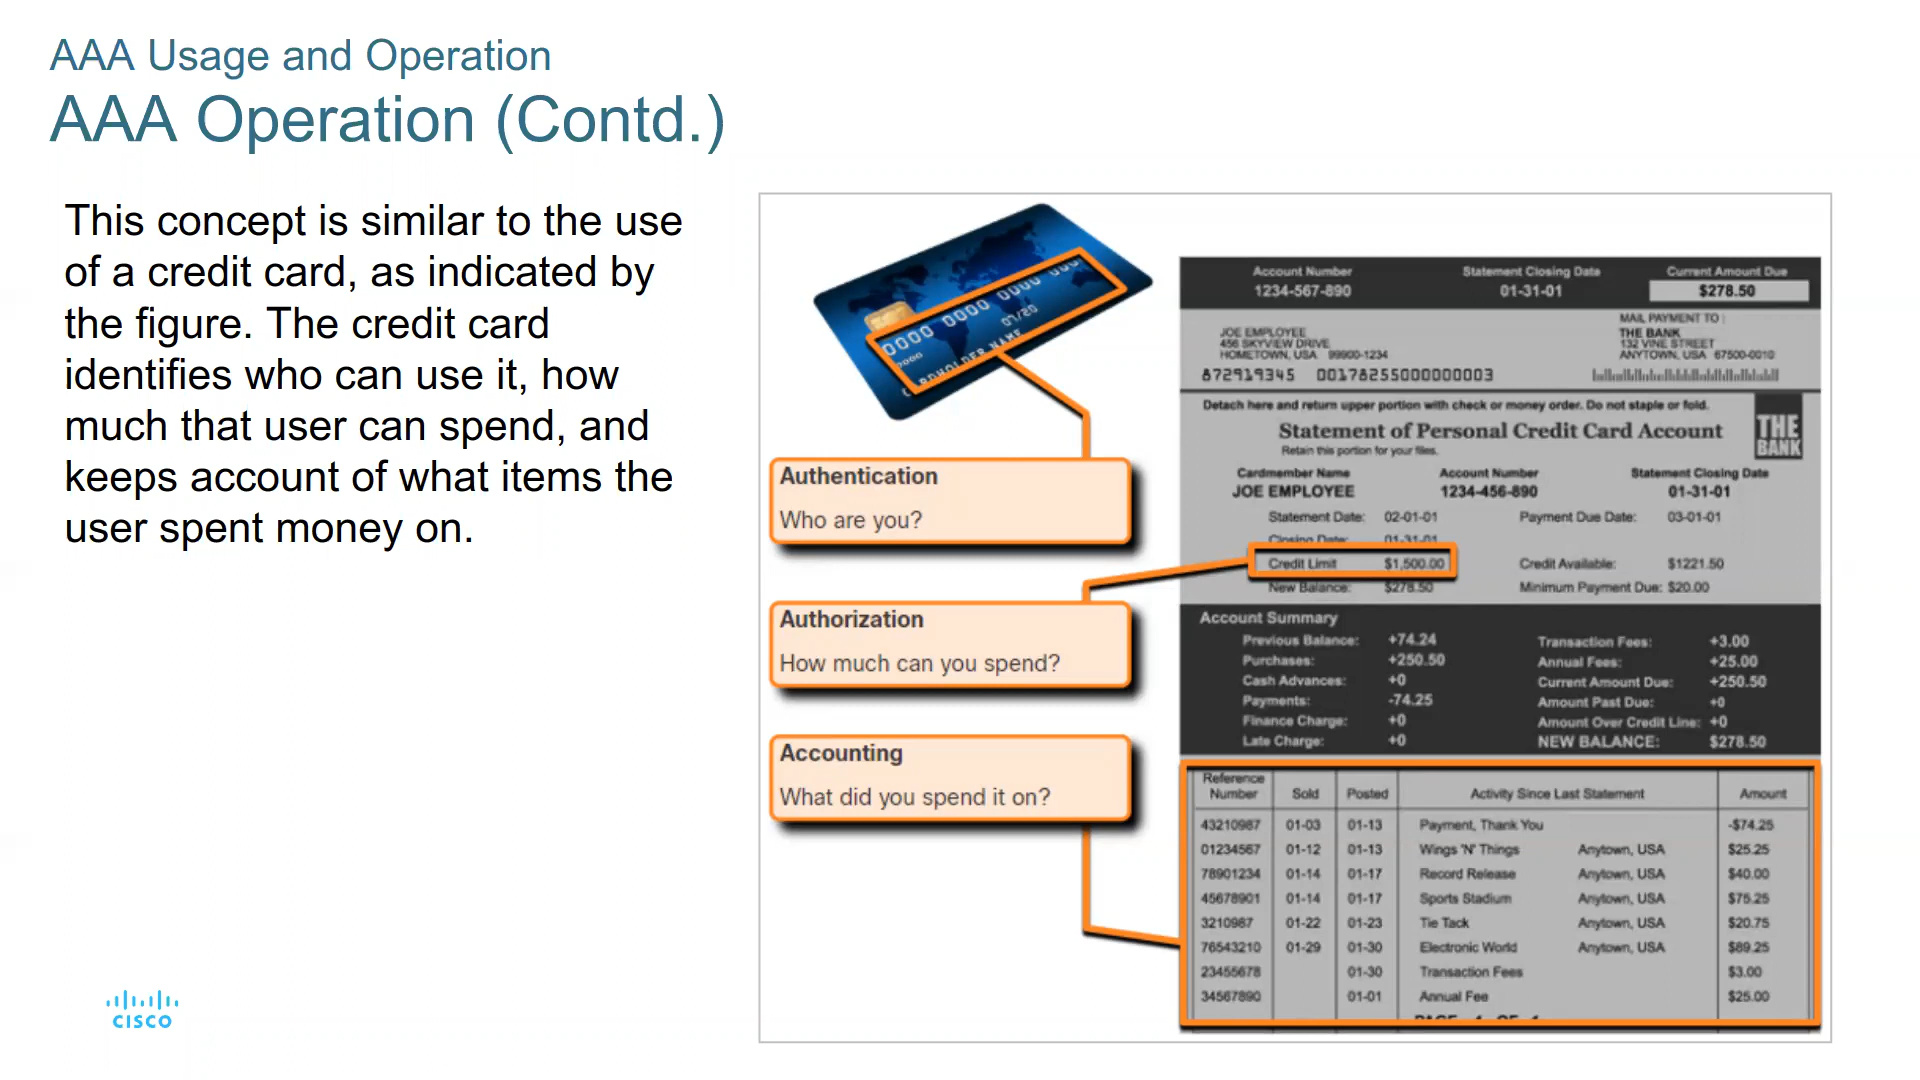 AAA Usage and Operation
AAA Operation (Contd.)
This concept is similar to the use
of a credit card, as indicated by
the figure. The credit card
identifies who can use it, how
much that user can spend, and
keeps account of what items the
user spent money on.
0000 0000 0000 000
0000
07/20
CARDHOLDER NAME
Authentication
Who are you?
Authorization
How much can you spend?
Accounting
What did you spend it on?
Account Number Statement Closing Date Current Amount Due
1234-567-890 01-31-01 $278.50
MAIL PAYMENT TO :
JOE EMPLOYEE THE BANK
456 SKYVIEW DRIVE 132 VINE STREET
HOMETOWN, USA 99900-1234 ANYTOWN, USA 67500-0010
872919345 00178255000000003
Detach here and return upper portion with check or money order. Do not staple or fold.
Statement of Personal Credit Card Account
Retain this portion for your files.
THE
BANK
Cardmember Name Account Number Statement Closing Date
JOE EMPLOYEE 1234-456-890 01-31-01
Statement Date: 02-01-01 Payment Due Date: 03-01-01
Closing Date: 01-31-01
Credit Limit $1,500.00 Credit Available: $1221.50
New Balance: $278.50 Minimum Payment Due: $20.00
Account Summary
Previous Balance: +74.24 Transaction Fees: +3.00
Purchases: +250.50 Annual Fees: +25.00
Cash Advances: +0 Current Amount Due: +250.50
Payments: -74.25 Amount Past Due: +0
Finance Charge: +0 Amount Over Credit Line: +0
Late Charge: +0 NEW BALANCE: $278.50
Reference
Number Sold Posted Activity Since Last Statement Amount
43210987 01-03 01-13 Payment, Thank You -$74.25
01234567 01-12 01-13 Wings 'N' Things Anytown, USA $25.25
78901234 01-14 01-17 Record Release Anytown, USA $40.00
45678901 01-14 01-17 Sports Stadium Anytown, USA $75.25
3210987 01-22 01-23 Tie Tack Anytown, USA $20.75
76543210 01-29 01-30 Electronic World Anytown, USA $89.25
23455678 01-30 Transaction Fees $3.00
34567890 01-01 Annual Fee $25.00
CISCO